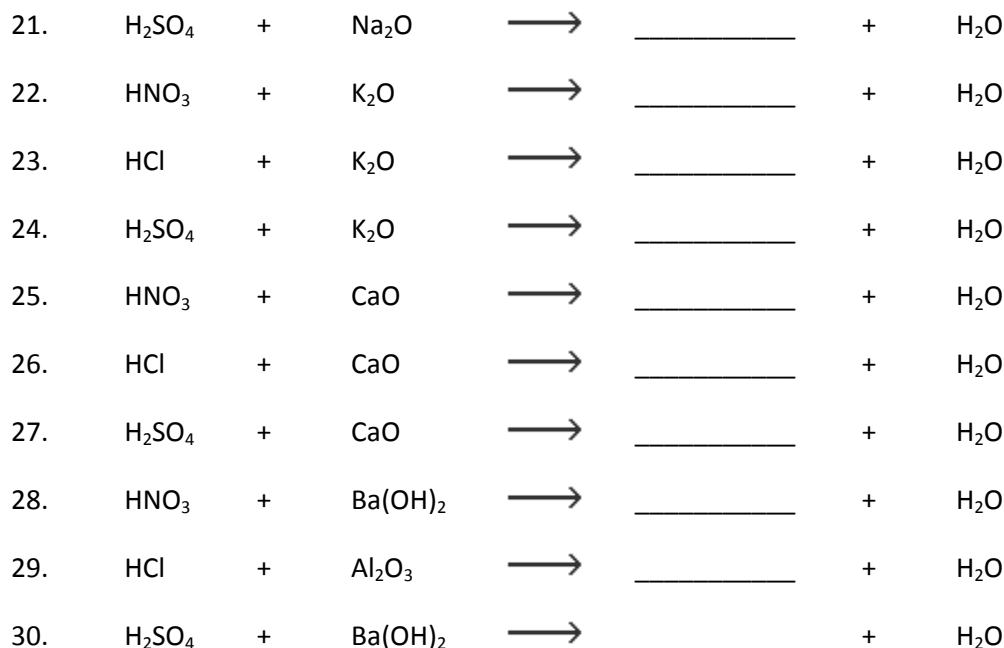 21. H₂SO₄ + Na₂O ⟶ ___________ + H₂O
22. HNO₃ + K₂O ⟶ ___________ + H₂O
23. HCl + K₂O ⟶ ___________ + H₂O
24. H₂SO₄ + K₂O ⟶ ___________ + H₂O
25. HNO₃ + CaO ⟶ ___________ + H₂O
26. HCl + CaO ⟶ ___________ + H₂O
27. H₂SO₄ + CaO ⟶ ___________ + H₂O
28. HNO₃ + Ba(OH)₂ ⟶ ___________ + H₂O
29. HCl + Al₂O₃ ⟶ ___________ + H₂O
30. H₂SO₄ + Ba(OH)₂ ⟶ + H₂O